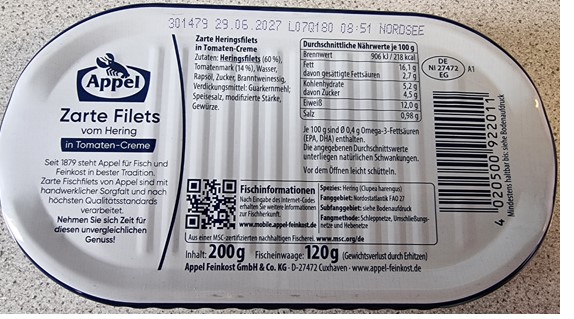 301479 29.06.2027 L07Q180 08:51 NORDSEE
Appel
Zarte Filets
vom Hering
in Tomaten-Creme
Seit 1879 steht Appel für Fisch und
Feinkost in bester Tradition.
Zarte Fischfilets von Appel sind mit
handwerklicher Sorgfalt und nach
höchsten Qualitätsstandards
verarbeitet.
Nehmen Sie sich Zeit für
diesen unvergleichlichen
Genuss!
Zarte Heringsfilets
in Tomaten-Creme
Zutaten: Heringsfilets (60 %),
Tomatenmark (14 %), Wasser,
Rapsöl, Zucker, Branntweinessig,
Verdickungsmittel: Guarkernmehl;
Speisesalz, modifizierte Stärke,
Gewürze.
Durchschnittliche Nährwerte je 100 g
Brennwert 906 kJ / 218 kcal
Fett 16,1 g
davon gesättigte Fettsäuren 2,7 g
Kohlenhydrate 5,2 g
davon Zucker 4,5 g
Eiweiß 12,0 g
Salz 0,98 g
Je 100 g sind Ø 0,4 g Omega-3-Fettsäuren
(EPA, DHA) enthalten.
Die angegebenen Durchschnittswerte
unterliegen natürlichen Schwankungen.
Vor dem Öffnen leicht schütteln.
DE
NI 27472
EG
A1
4 020500 922011
Mindestens haltbar bis: siehe Bodenaufdruck
Fischinformationen
Nach Eingabe des Internet-Codes
erhalten Sie weitere Informationen
zur Fischherkunft.
www.mobile.appel-feinkost.de
Spezies: Hering (Clupea harengus)
Fanggebiet: Nordostatlantik FAO 27
Subfanggebiet: siehe Bodenaufdruck
Fangmethode: Schleppnetze, Umschließungs-
netze und Hebenetze
Aus einer MSC-zertifizierten nachhaltigen Fischerei. www.msc.org/de
Inhalt: 200g Fischeinwaage: 120g (Gewichtsverlust durch Erhitzen)
Appel Feinkost GmbH & Co. KG · D-27472 Cuxhaven · www.appel-feinkost.de